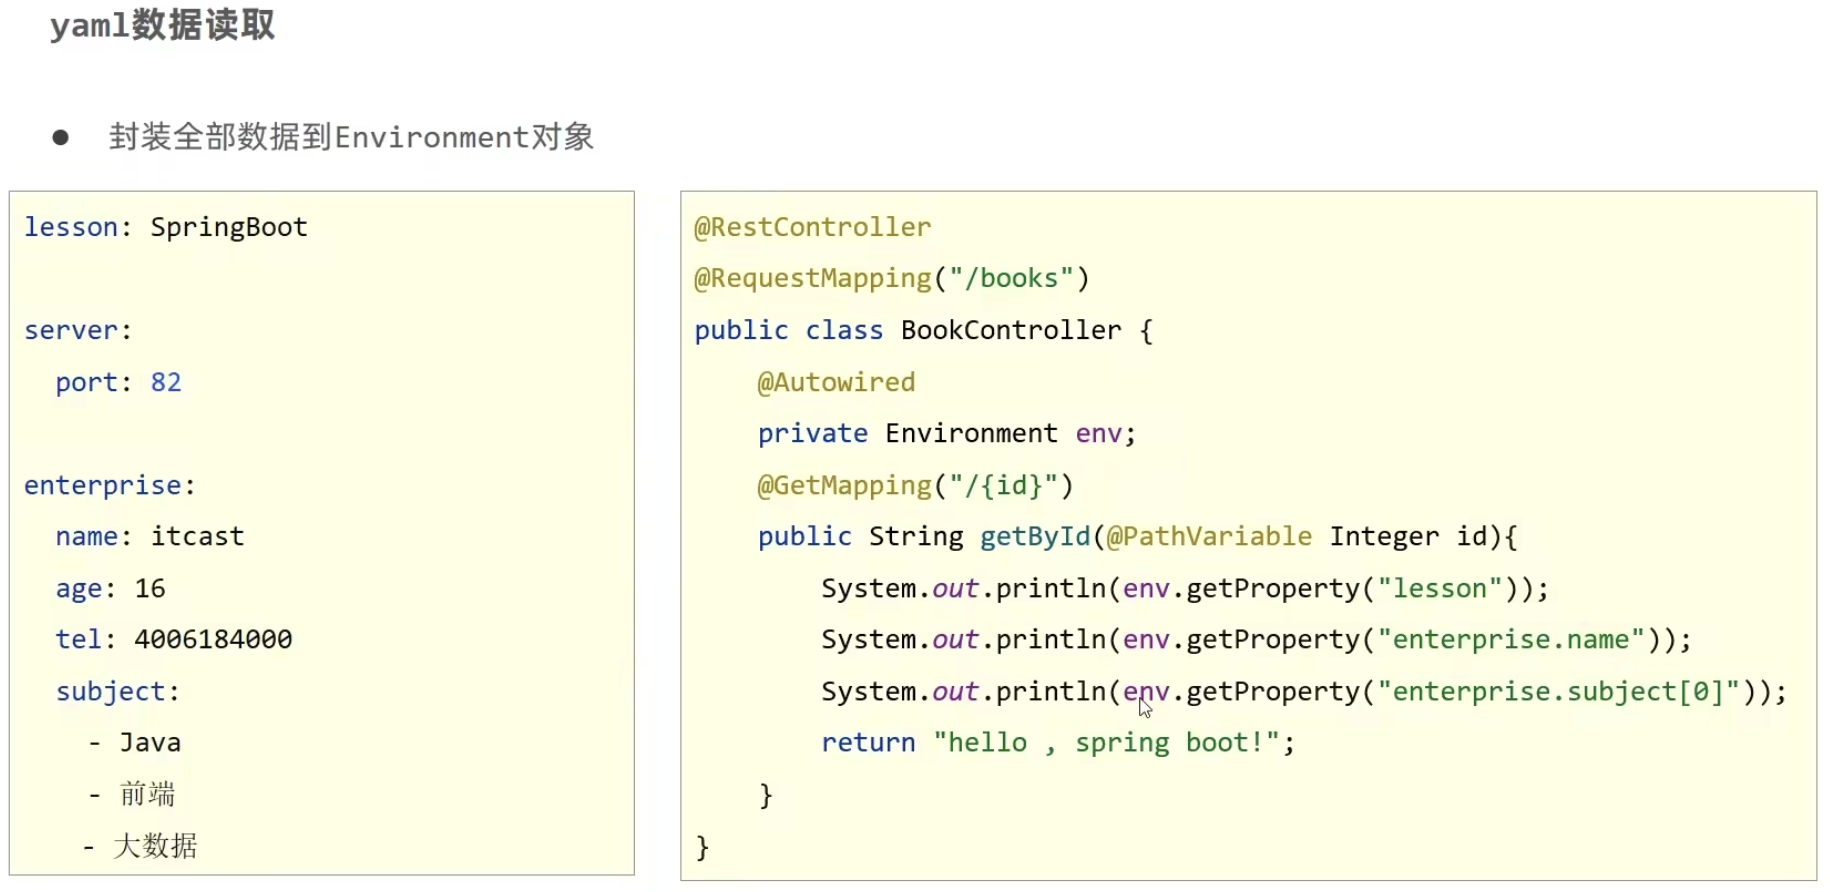 yaml数据读取
● 封装全部数据到Environment对象
lesson: SpringBoot

server:
  port: 82

enterprise:
  name: itcast
  age: 16
  tel: 4006184000
  subject:
    - Java
    - 前端
    - 大数据
@RestController
@RequestMapping("/books")
public class BookController {
    @Autowired
    private Environment env;
    @GetMapping("/{id}")
    public String getById(@PathVariable Integer id){
        System.out.println(env.getProperty("lesson"));
        System.out.println(env.getProperty("enterprise.name"));
        System.out.println(env.getProperty("enterprise.subject[0]"));
        return "hello , spring boot!";
    }
}